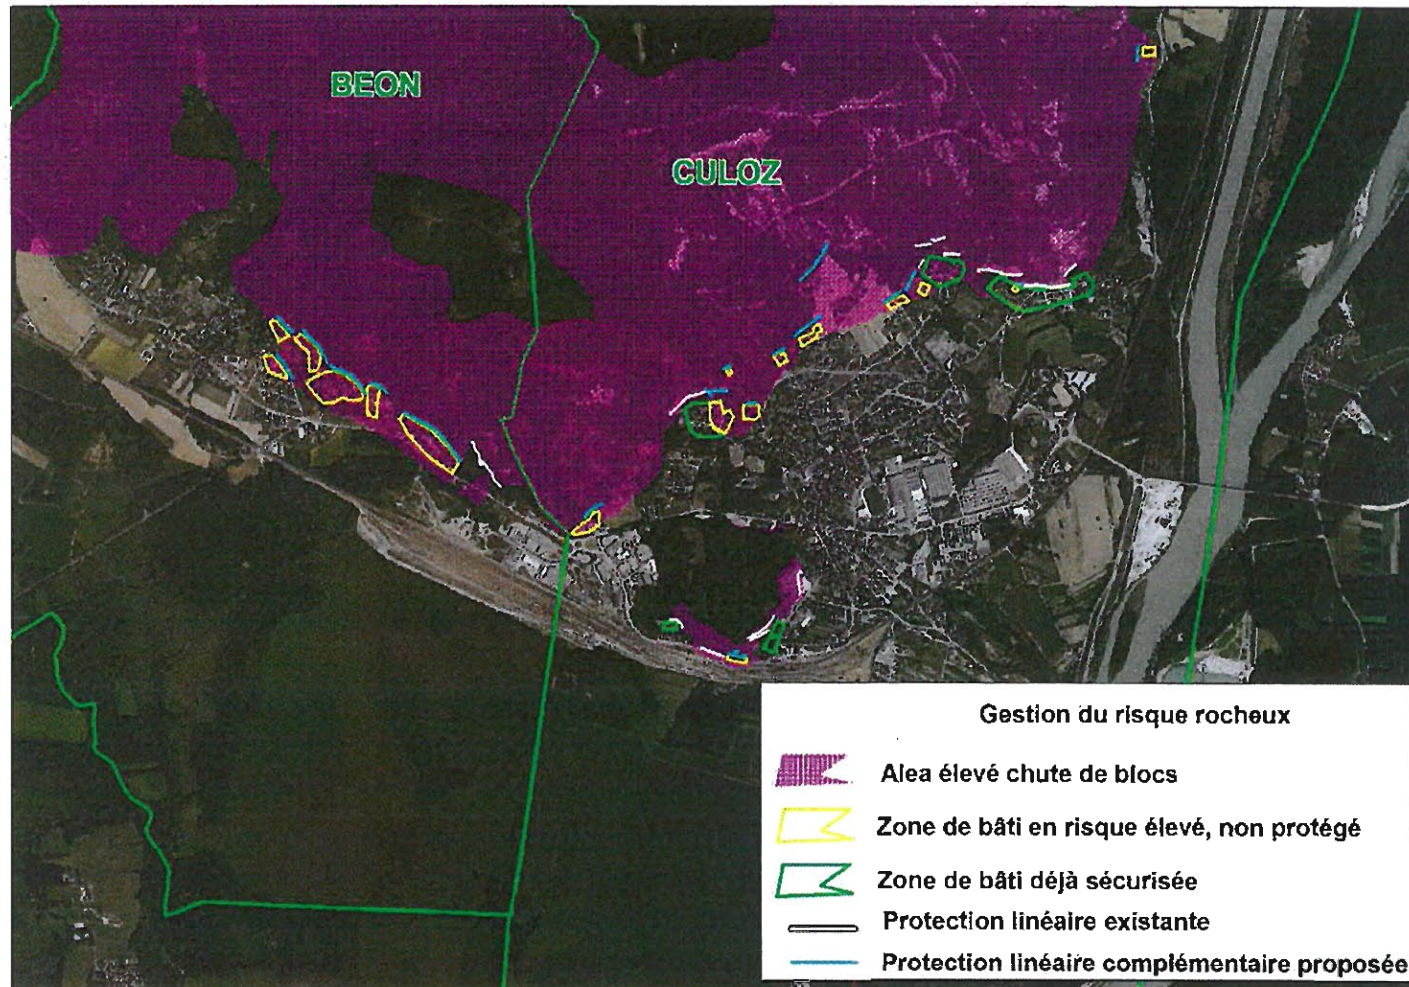 BEON
CULOZ
Gestion du risque rocheux
Alea élevé chute de blocs
Zone de bâti en risque élevé, non protégé
Zone de bâti déjà sécurisée
Protection linéaire existante
Protection linéaire complémentaire proposée